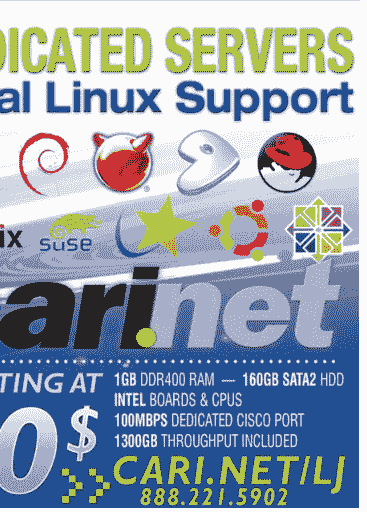 DICATED SERVERS
al Linux Support
ix
suse
ari.net
TING AT
0$
1GB DDR400 RAM — 160GB SATA2 HDD
INTEL BOARDS & CPUS
100MBPS DEDICATED CISCO PORT
1300GB THROUGHPUT INCLUDED
>> CARI.NET/LJ
888.221.5902